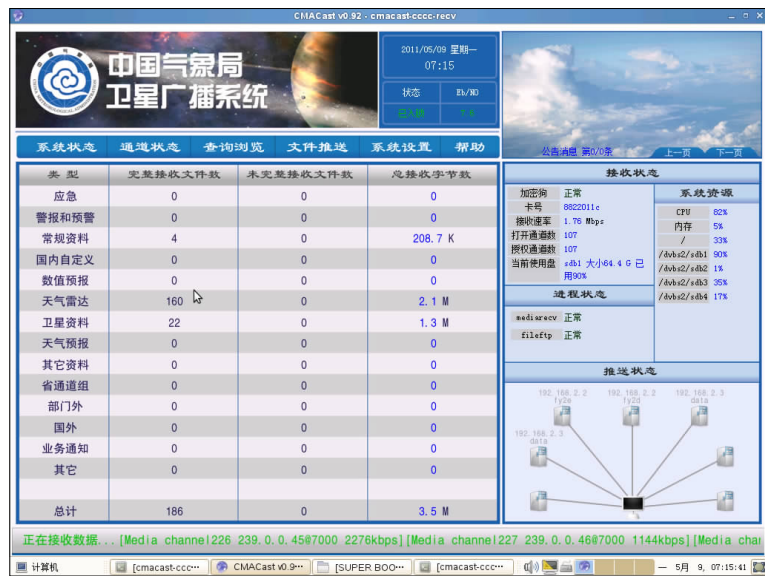 CMACast v0.92 - cmacast-cccc-recv
中国气象局
卫星广播系统
2011/05/09 星期一
07:15
状态 Eb/N0
已入锁
系统状态 通道状态 查询浏览 文件推送 系统设置 帮助
公告消息 第0/0条 上一页 下一页
类 型 完整接收文件数 未完整接收文件数 总接收字节数
应急 0 0 0
警报和预警 0 0 0
常规资料 4 0 208.7 K
国内自定义 0 0 0
数值预报 0 0 0
天气雷达 160 0 2.1 M
卫星资料 22 0 1.3 M
天气预报 0 0 0
其它资料 0 0 0
省通道组 0 0 0
部门外 0 0 0
国外 0 0 0
业务通知 0 0 0
其它 0 0 0
总计 186 0 3.5 M
接收状态
加密狗 正常
卡号 8822011c
接收速率 1.76 Mbps
打开通道数 107
授权通道数 107
当前使用盘 sdb1 大小64.4 G 已
用90%
系统资源
CPU 82%
内存 5%
/ 33%
/dvbs2/sdb1 90%
/dvbs2/sdb2 1%
/dvbs2/sdb3 35%
/dvbs2/sdb4 17%
进程状态
mediarecv 正常
fileftp 正常
推送状态
192.168.2.2
fy2e
192.168.2.2
fy2d
192.168.2.3
data
192.168.2.3
data
正在接收数据...[Media channel226 239.0.0.45@7000 2276kbps][Media channel227 239.0.0.46@7000 1144kbps][Media chan
计算机 [cmacast-ccc… CMACast v0.9… [SUPER BOO… [cmacast-ccc… 5月 9, 07:15:41